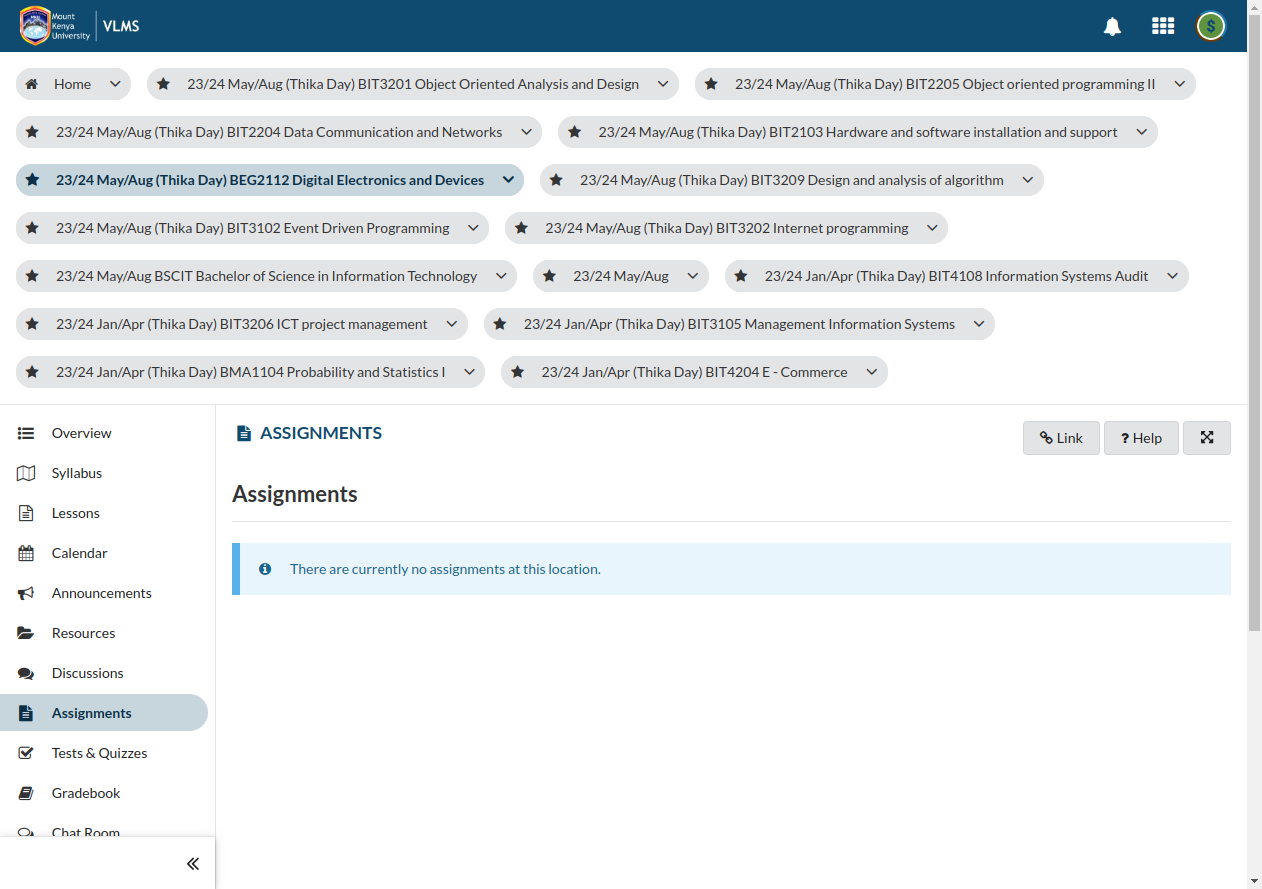 Mount
Kenya
University
VLMS
Home
23/24 May/Aug (Thika Day) BIT3201 Object Oriented Analysis and Design
23/24 May/Aug (Thika Day) BIT2205 Object oriented programming II
23/24 May/Aug (Thika Day) BIT2204 Data Communication and Networks
23/24 May/Aug (Thika Day) BIT2103 Hardware and software installation and support
23/24 May/Aug (Thika Day) BEG2112 Digital Electronics and Devices
23/24 May/Aug (Thika Day) BIT3209 Design and analysis of algorithm
23/24 May/Aug (Thika Day) BIT3102 Event Driven Programming
23/24 May/Aug (Thika Day) BIT3202 Internet programming
23/24 May/Aug BSCIT Bachelor of Science in Information Technology
23/24 May/Aug
23/24 Jan/Apr (Thika Day) BIT4108 Information Systems Audit
23/24 Jan/Apr (Thika Day) BIT3206 ICT project management
23/24 Jan/Apr (Thika Day) BIT3105 Management Information Systems
23/24 Jan/Apr (Thika Day) BMA1104 Probability and Statistics I
23/24 Jan/Apr (Thika Day) BIT4204 E - Commerce
Overview
Syllabus
Lessons
Calendar
Announcements
Resources
Discussions
Assignments
Tests & Quizzes
Gradebook
Chat Room
ASSIGNMENTS
Link
? Help
Assignments
There are currently no assignments at this location.